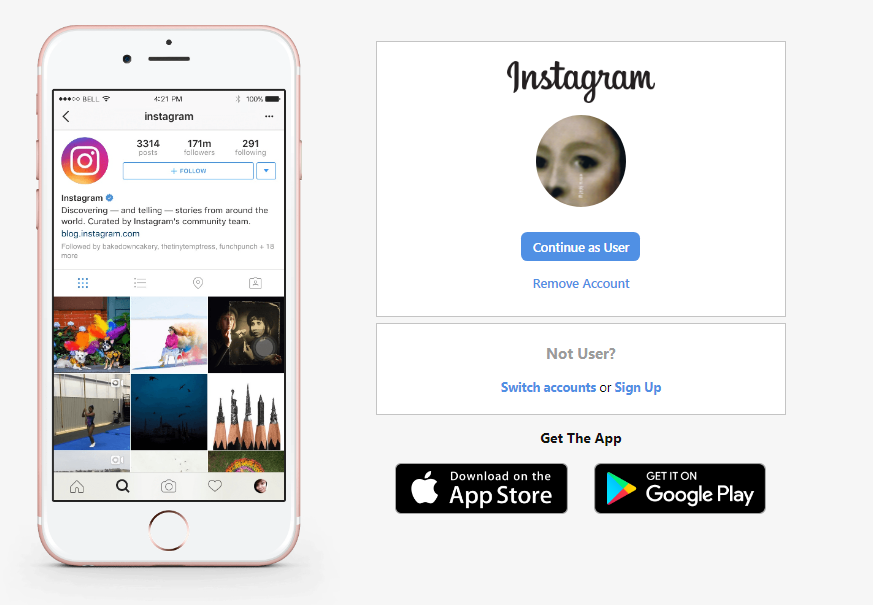 ●●●○○ BELL 4:21 PM 100%
instagram
3314 171m 291
posts followers following
+ FOLLOW
Instagram
Discovering — and telling — stories from around the
world. Curated by Instagram's community team.
blog.instagram.com
Followed by bakedowncakery, thetinytemptress, funchpunch + 18
more
Instagram
Continue as User
Remove Account
Not User?
Switch accounts or Sign Up
Get The App
Download on the
App Store
GET IT ON
Google Play